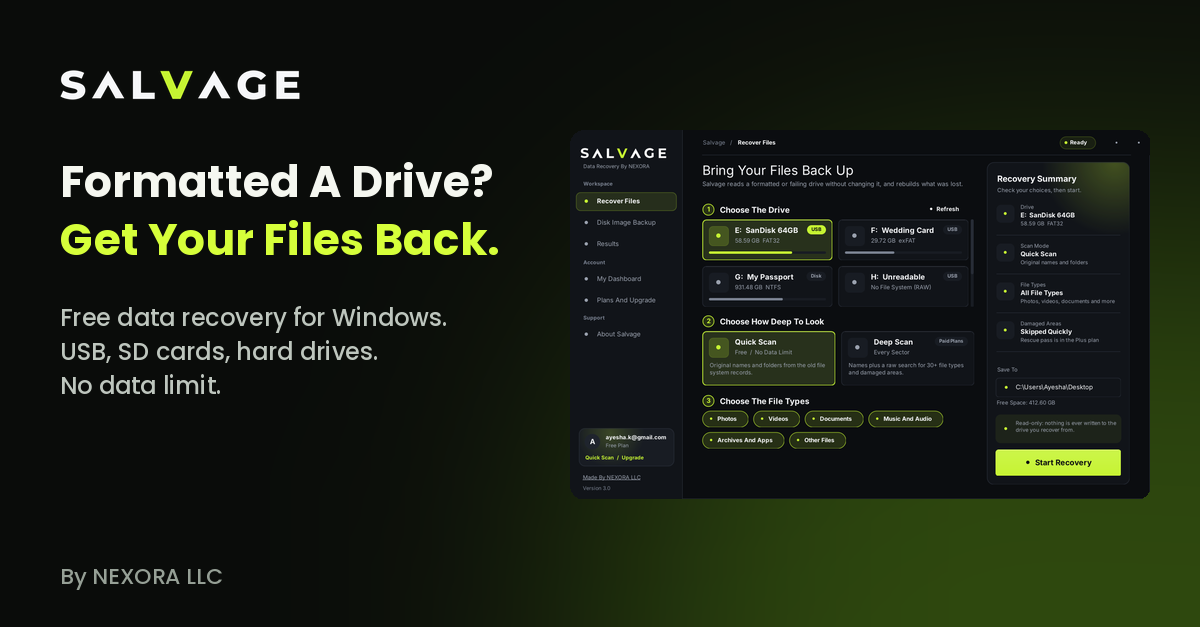 SALVAGE
Formatted A Drive?
Get Your Files Back.
Free data recovery for Windows.
USB, SD cards, hard drives.
No data limit.
By NEXORA LLC
SALVAGE
Data Recovery By NEXORA
Workspace
Recover Files
Disk Image Backup
Results
Account
My Dashboard
Plans And Upgrade
Support
About Salvage
A
ayesha.k@gmail.com
Free Plan
Quick Scan / Upgrade
Made By NEXORA LLC
Version 3.0
Salvage / Recover Files
Ready
Bring Your Files Back Up
Salvage reads a formatted or failing drive without changing it, and rebuilds what was lost.
1 Choose The Drive
Refresh
E: SanDisk 64GB USB
58.59 GB FAT32
F: Wedding Card USB
29.72 GB exFAT
G: My Passport Disk
931.48 GB NTFS
H: Unreadable USB
No File System (RAW)
2 Choose How Deep To Look
Quick Scan
Free / No Data Limit
Original names and folders from the old file
system records.
Deep Scan Paid Plans
Every Sector
Names plus a raw search for 30+ file types
and damaged areas.
3 Choose The File Types
Photos Videos Documents Music And Audio
Archives And Apps Other Files
Recovery Summary
Check your choices, then start.
Drive
E: SanDisk 64GB
58.59 GB FAT32
Scan Mode
Quick Scan
Original names and folders
File Types
All File Types
Photos, videos, documents and more
Damaged Areas
Skipped Quickly
Rescue pass is in the Plus plan
Save To
C:\Users\Ayesha\Desktop
Free Space: 412.60 GB
Read-only: nothing is ever written to the
drive you recover from.
Start Recovery